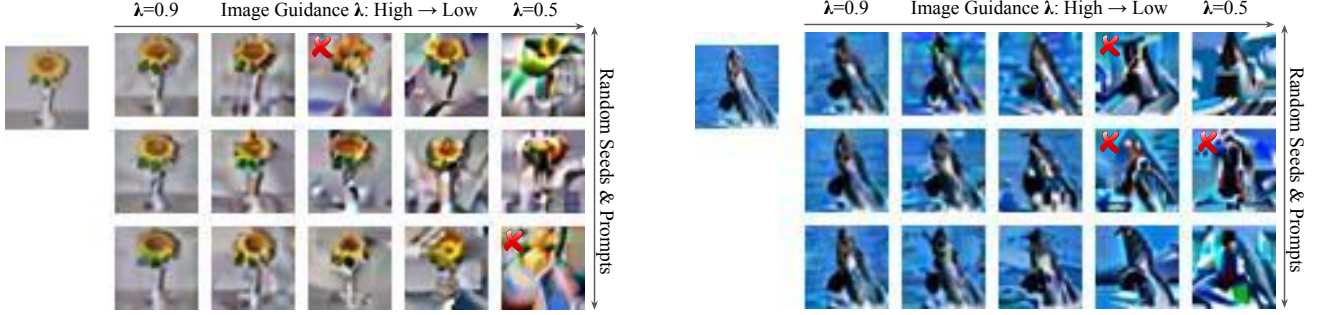 λ=0.9 Image Guidance λ: High → Low λ=0.5
Random Seeds & Prompts
λ=0.9 Image Guidance λ: High → Low λ=0.5
Random Seeds & Prompts